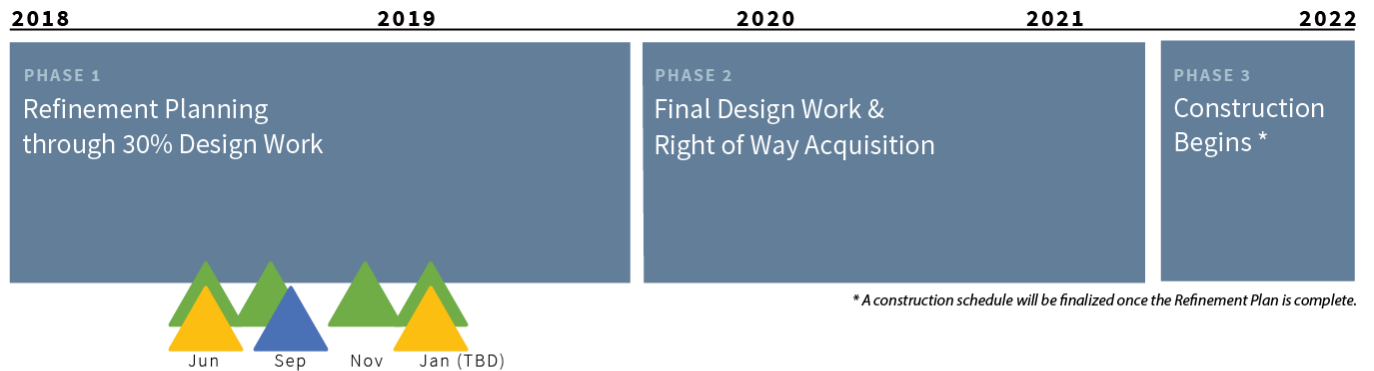 2018 2019 2020 2021 2022
PHASE 1
Refinement Planning
through 30% Design Work
PHASE 2
Final Design Work &
Right of Way Acquisition
PHASE 3
Construction
Begins *
* A construction schedule will be finalized once the Refinement Plan is complete.
Jun Sep Nov Jan (TBD)